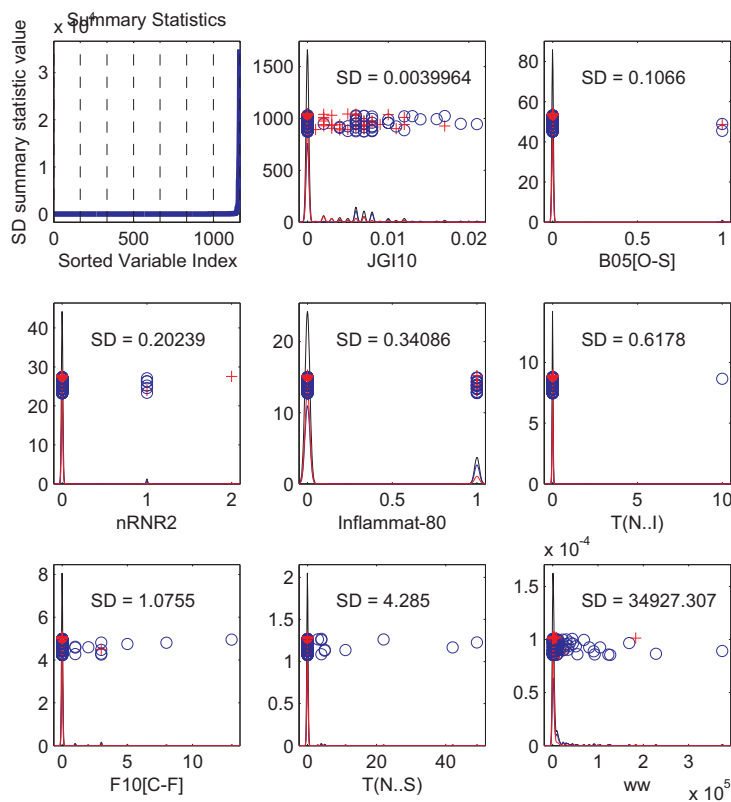 x 10⁴
Summary Statistics
SD summary statistic value
3
2
1
0
0 500 1000
Sorted Variable Index
1500
1000
500
0
SD = 0.0039964
0 0.01 0.02
JGI10
80
60
40
20
0
SD = 0.1066
0 0.5 1
B05[O-S]
40
30
20
10
0
SD = 0.20239
0 1 2
nRNR2
20
15
10
5
0
SD = 0.34086
0 0.5 1
Inflammat-80
10
5
0
SD = 0.6178
0 5 10
T(N..I)
8
6
4
2
0
SD = 1.0755
0 5 10
F10[C-F]
2
1.5
1
0.5
0
SD = 4.285
0 20 40
T(N..S)
x 10⁻⁴
1.5
1
0.5
0
SD = 34927.307
0 1 2 3
ww
x 10⁵